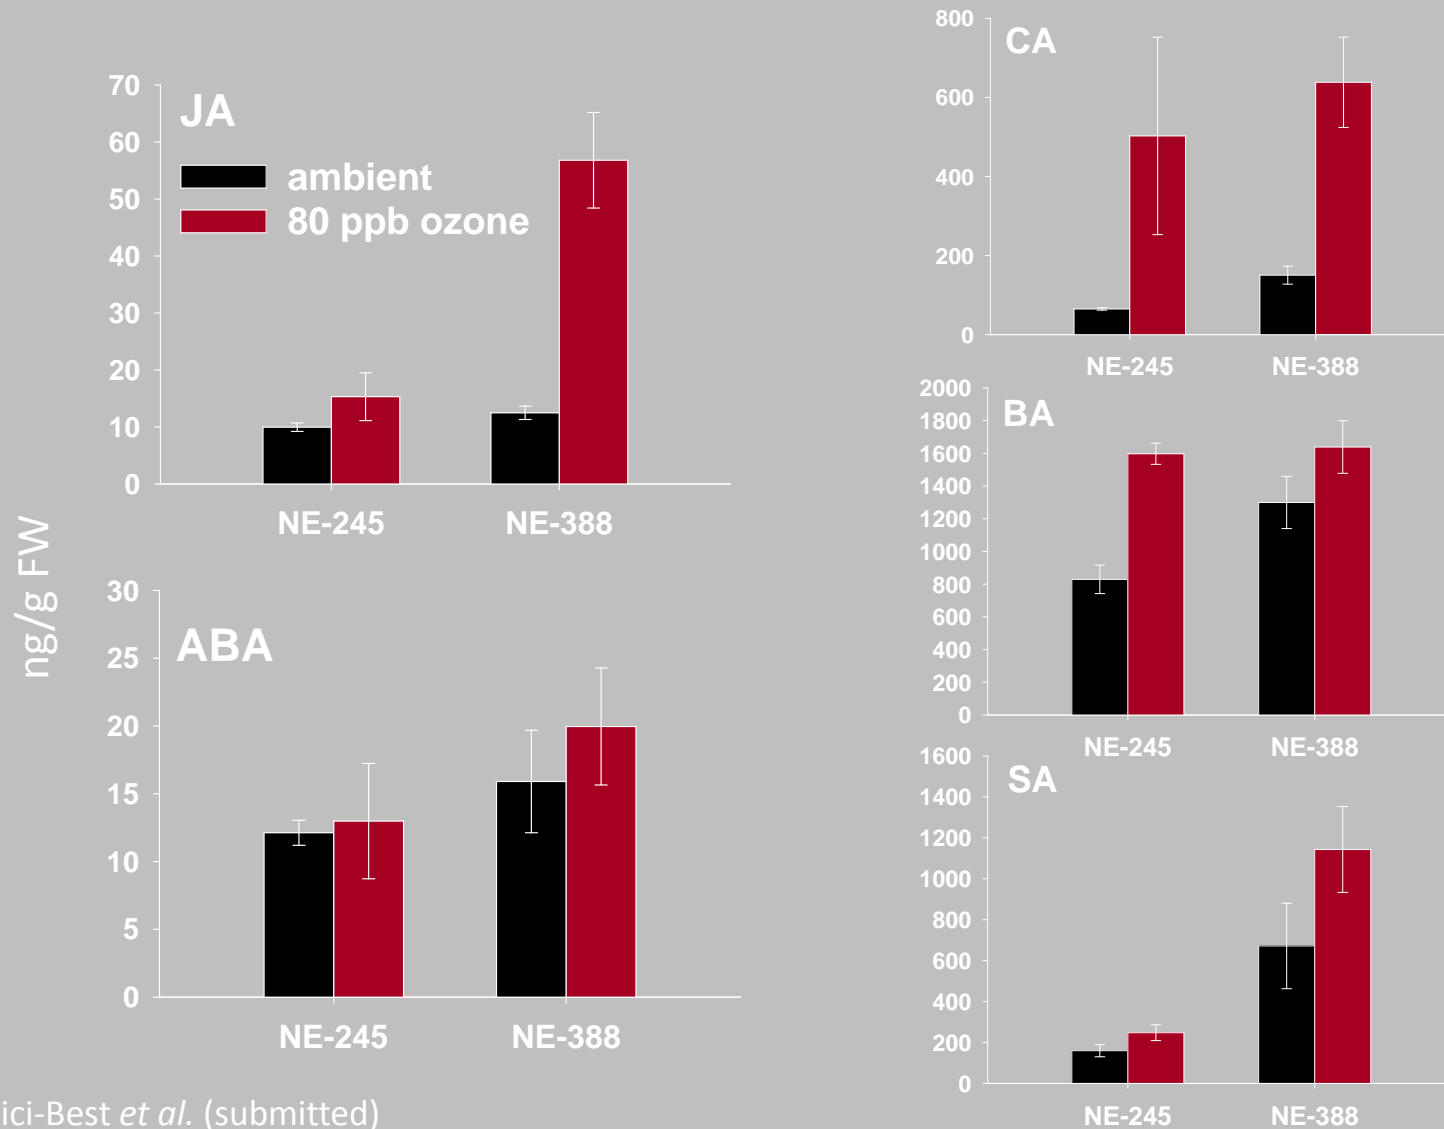 JA
ambient
80 ppb ozone
70
60
50
40
30
20
10
0
NE-245
NE-388
ng/g FW
ABA
30
25
20
15
10
5
0
NE-245
NE-388
CA
800
600
400
200
0
NE-245
NE-388
BA
2000
1800
1600
1400
1200
1000
800
600
400
200
0
NE-245
NE-388
SA
1600
1400
1200
1000
800
600
400
200
0
NE-245
NE-388
ici-Best et al. (submitted)